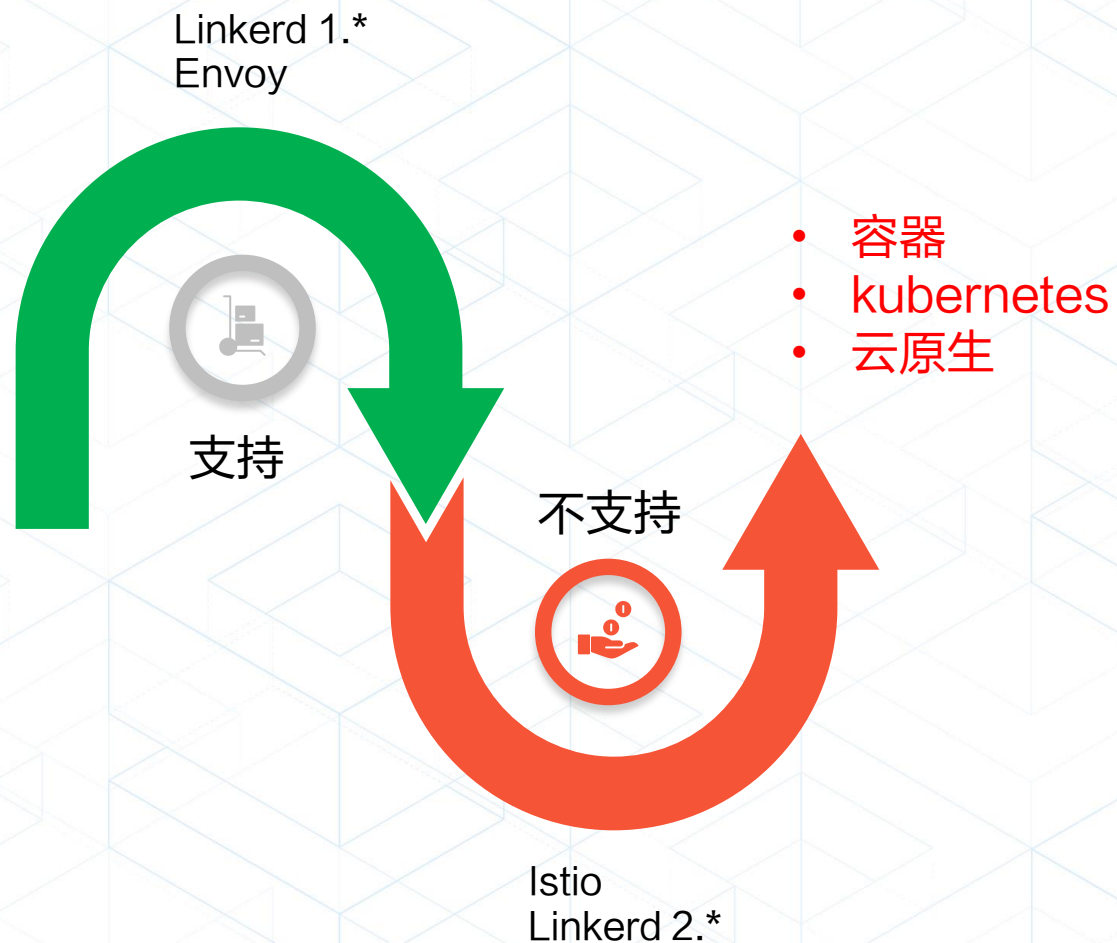 Linkerd 1.*
Envoy
支持
• 容器
• kubernetes
• 云原生
不支持
Istio
Linkerd 2.*